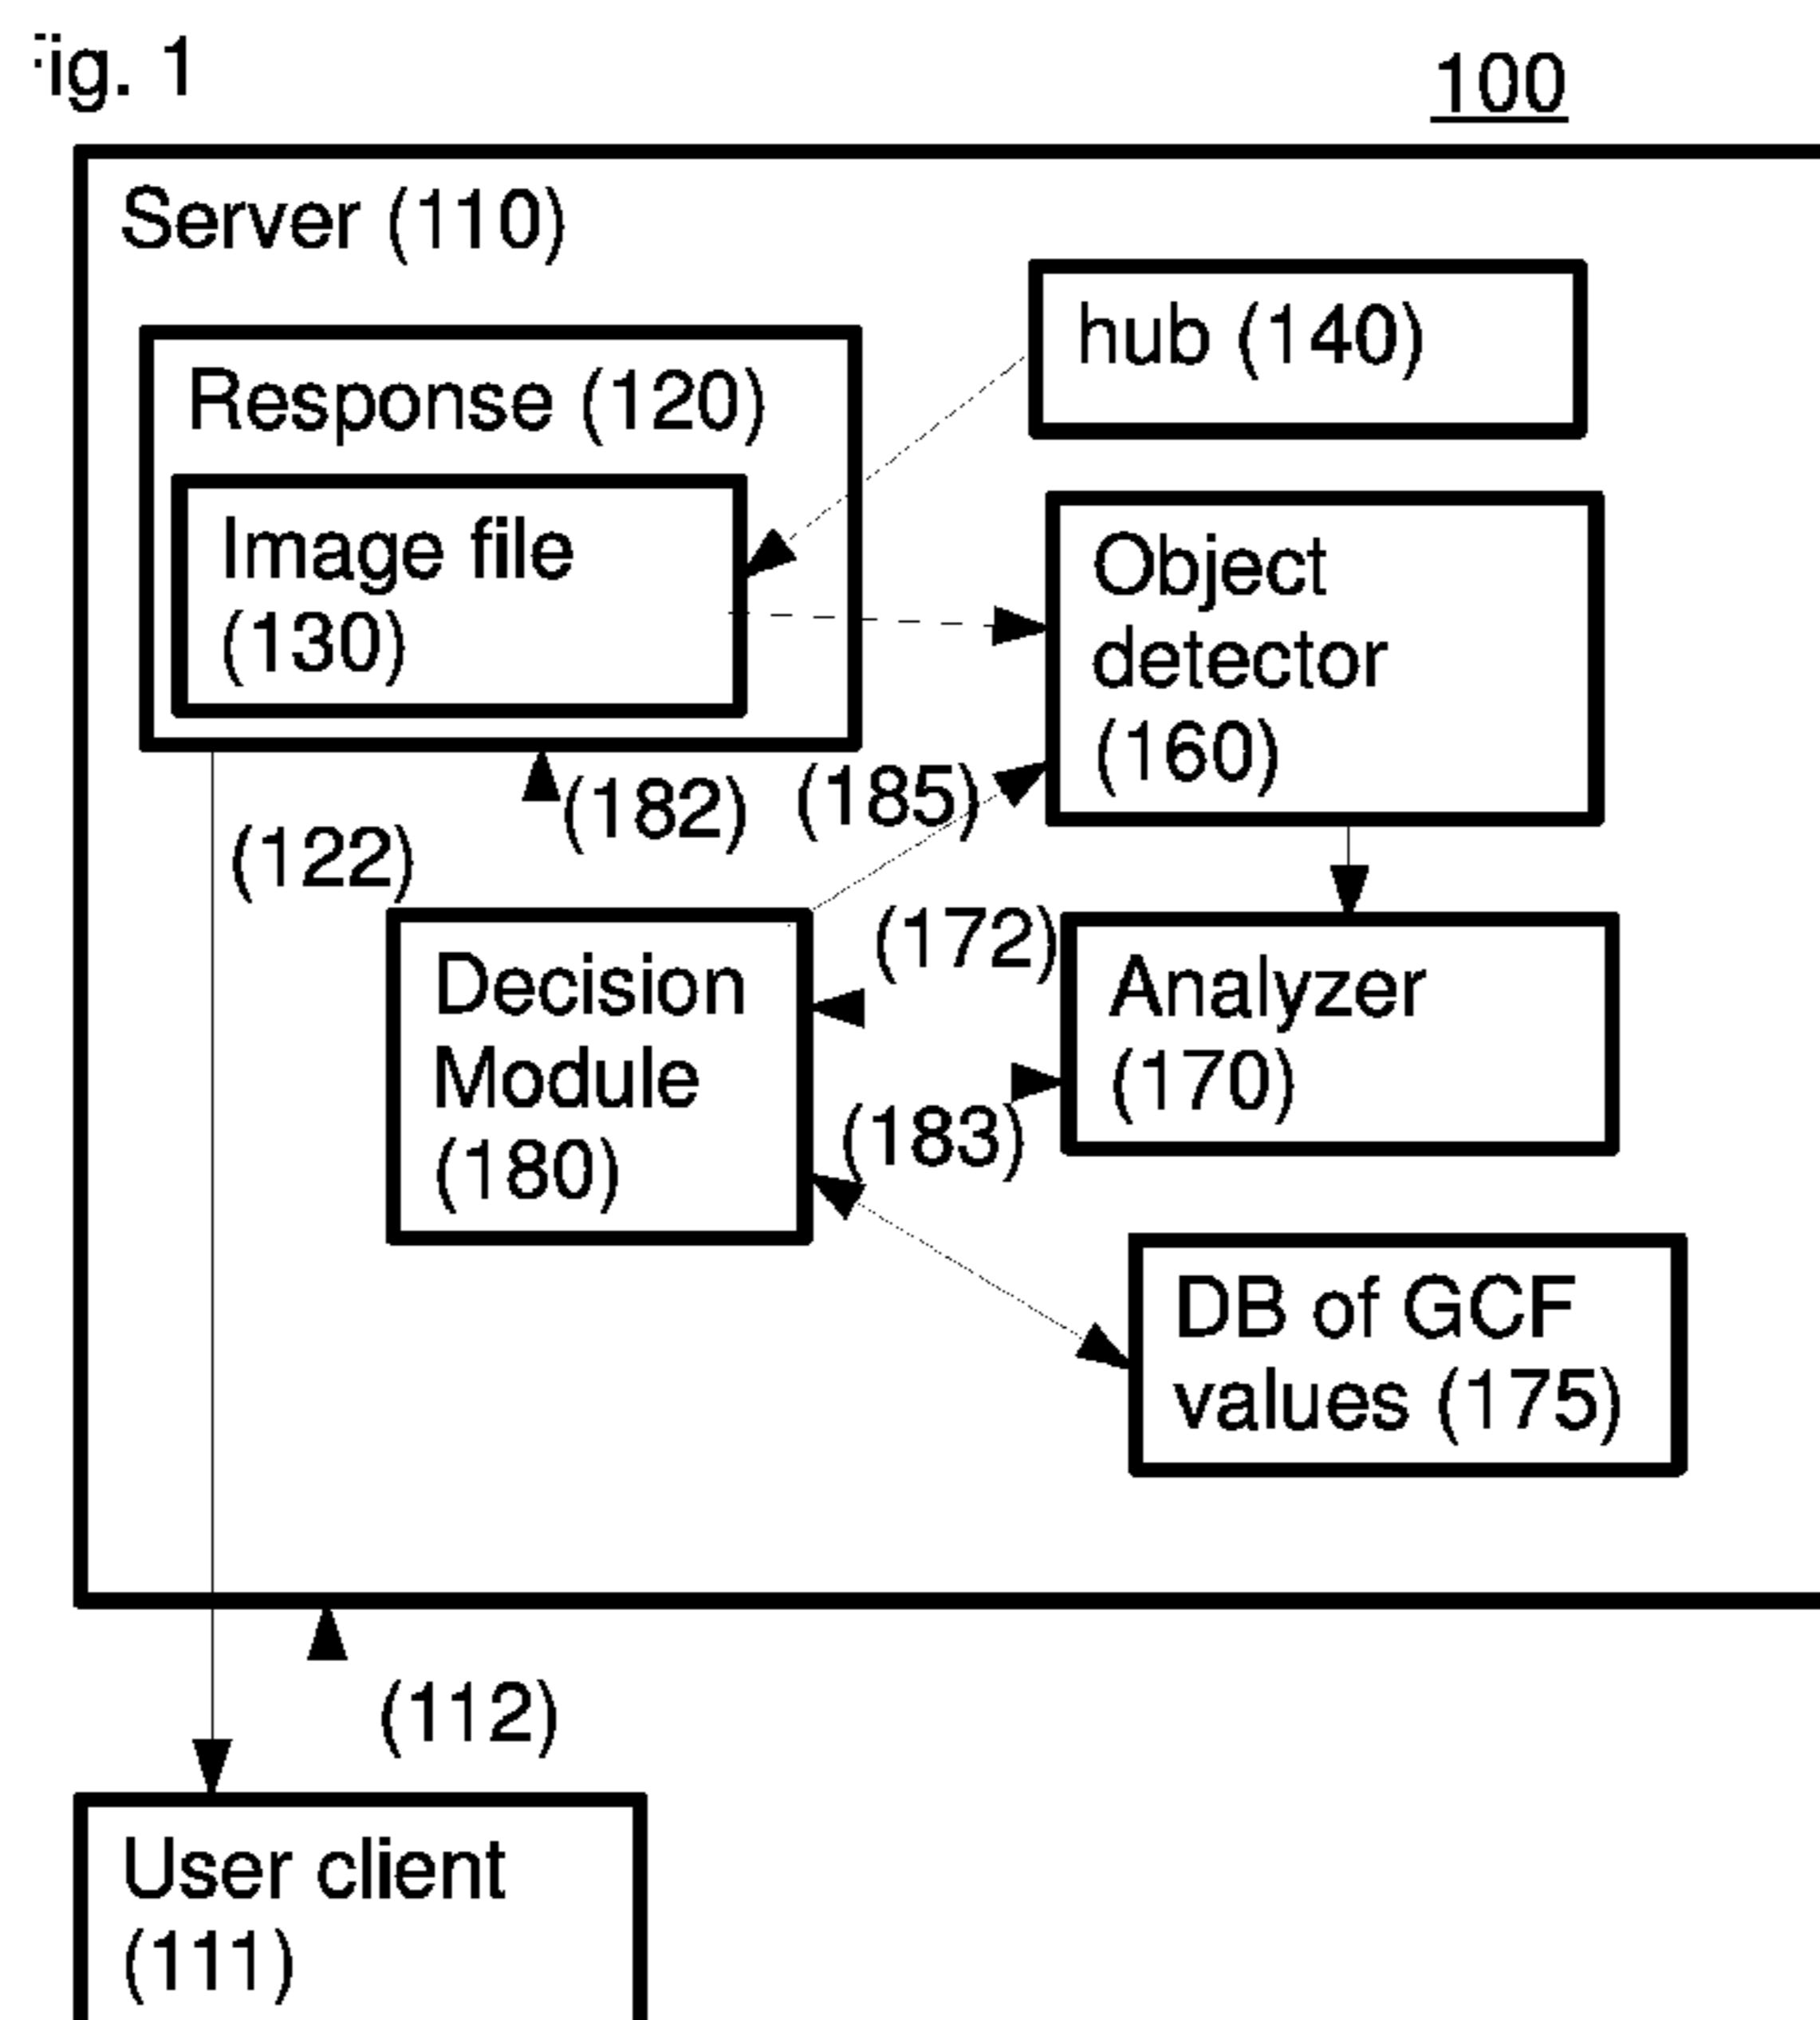 ig. 1
100
Server (110)
hub (140)
Response (120)
Image file
(130)
Object
detector
(160)
(182)
(185)
(122)
(172)
Decision
Module
(180)
Analyzer
(170)
(183)
DB of GCF
values (175)
(112)
User client
(111)